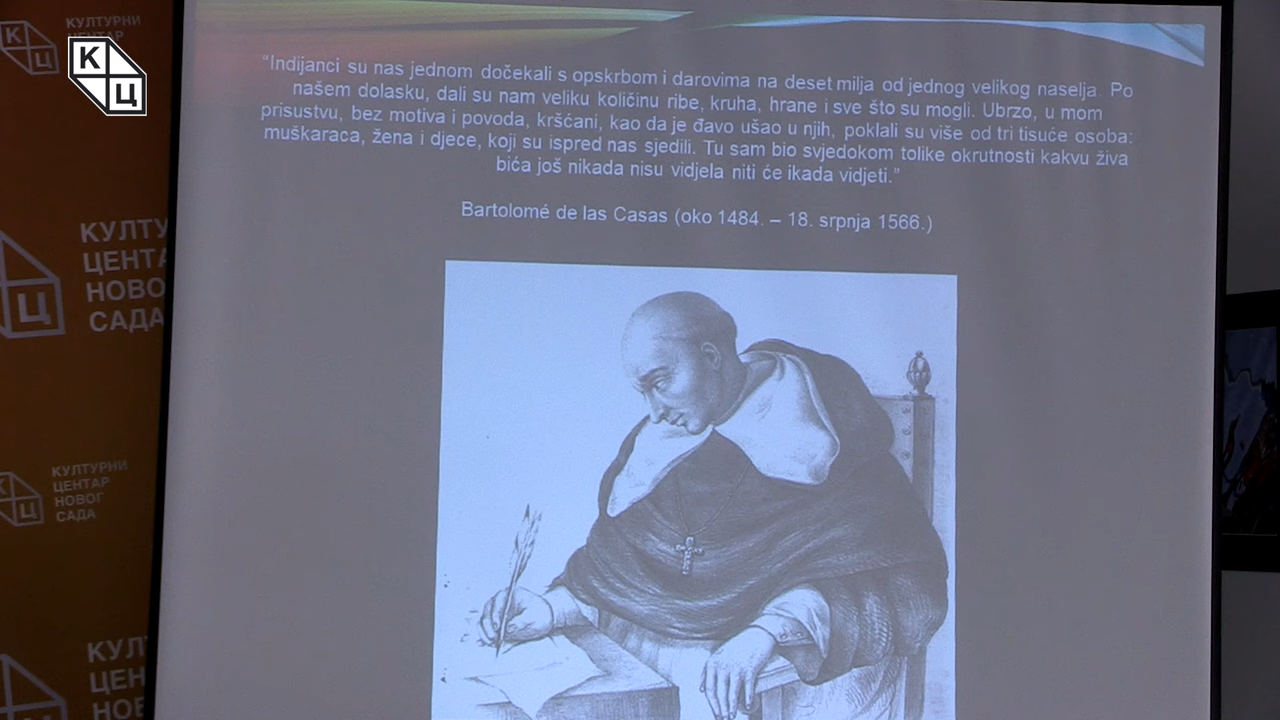 КУЛТУРНИ
ЦЕНТАР
К
Ц
К
Ц
“Indijanci su nas jednom dočekali s opskrbom i darovima na deset milja od jednog velikog naselja. Po
našem dolasku, dali su nam veliku količinu ribe, kruha, hrane i sve što su mogli. Ubrzo, u mom
prisustvu, bez motiva i povoda, kršćani, kao da je đavo ušao u njih, poklali su više od tri tisuće osoba:
muškaraca, žena i djece, koji su ispred nas sjedili. Tu sam bio svjedokom tolike okrutnosti kakvu živa
bića još nikada nisu vidjela niti će ikada vidjeti.”
Bartolomé de las Casas (oko 1484. – 18. srpnja 1566.)
КУЛТУ
ЦЕНТА
НОВО
САДА
Ц
КУЛТУРНИ
ЦЕНТАР
НОВОГ
САДА
Ц
КУЛТ
ЦЕН
НОВ